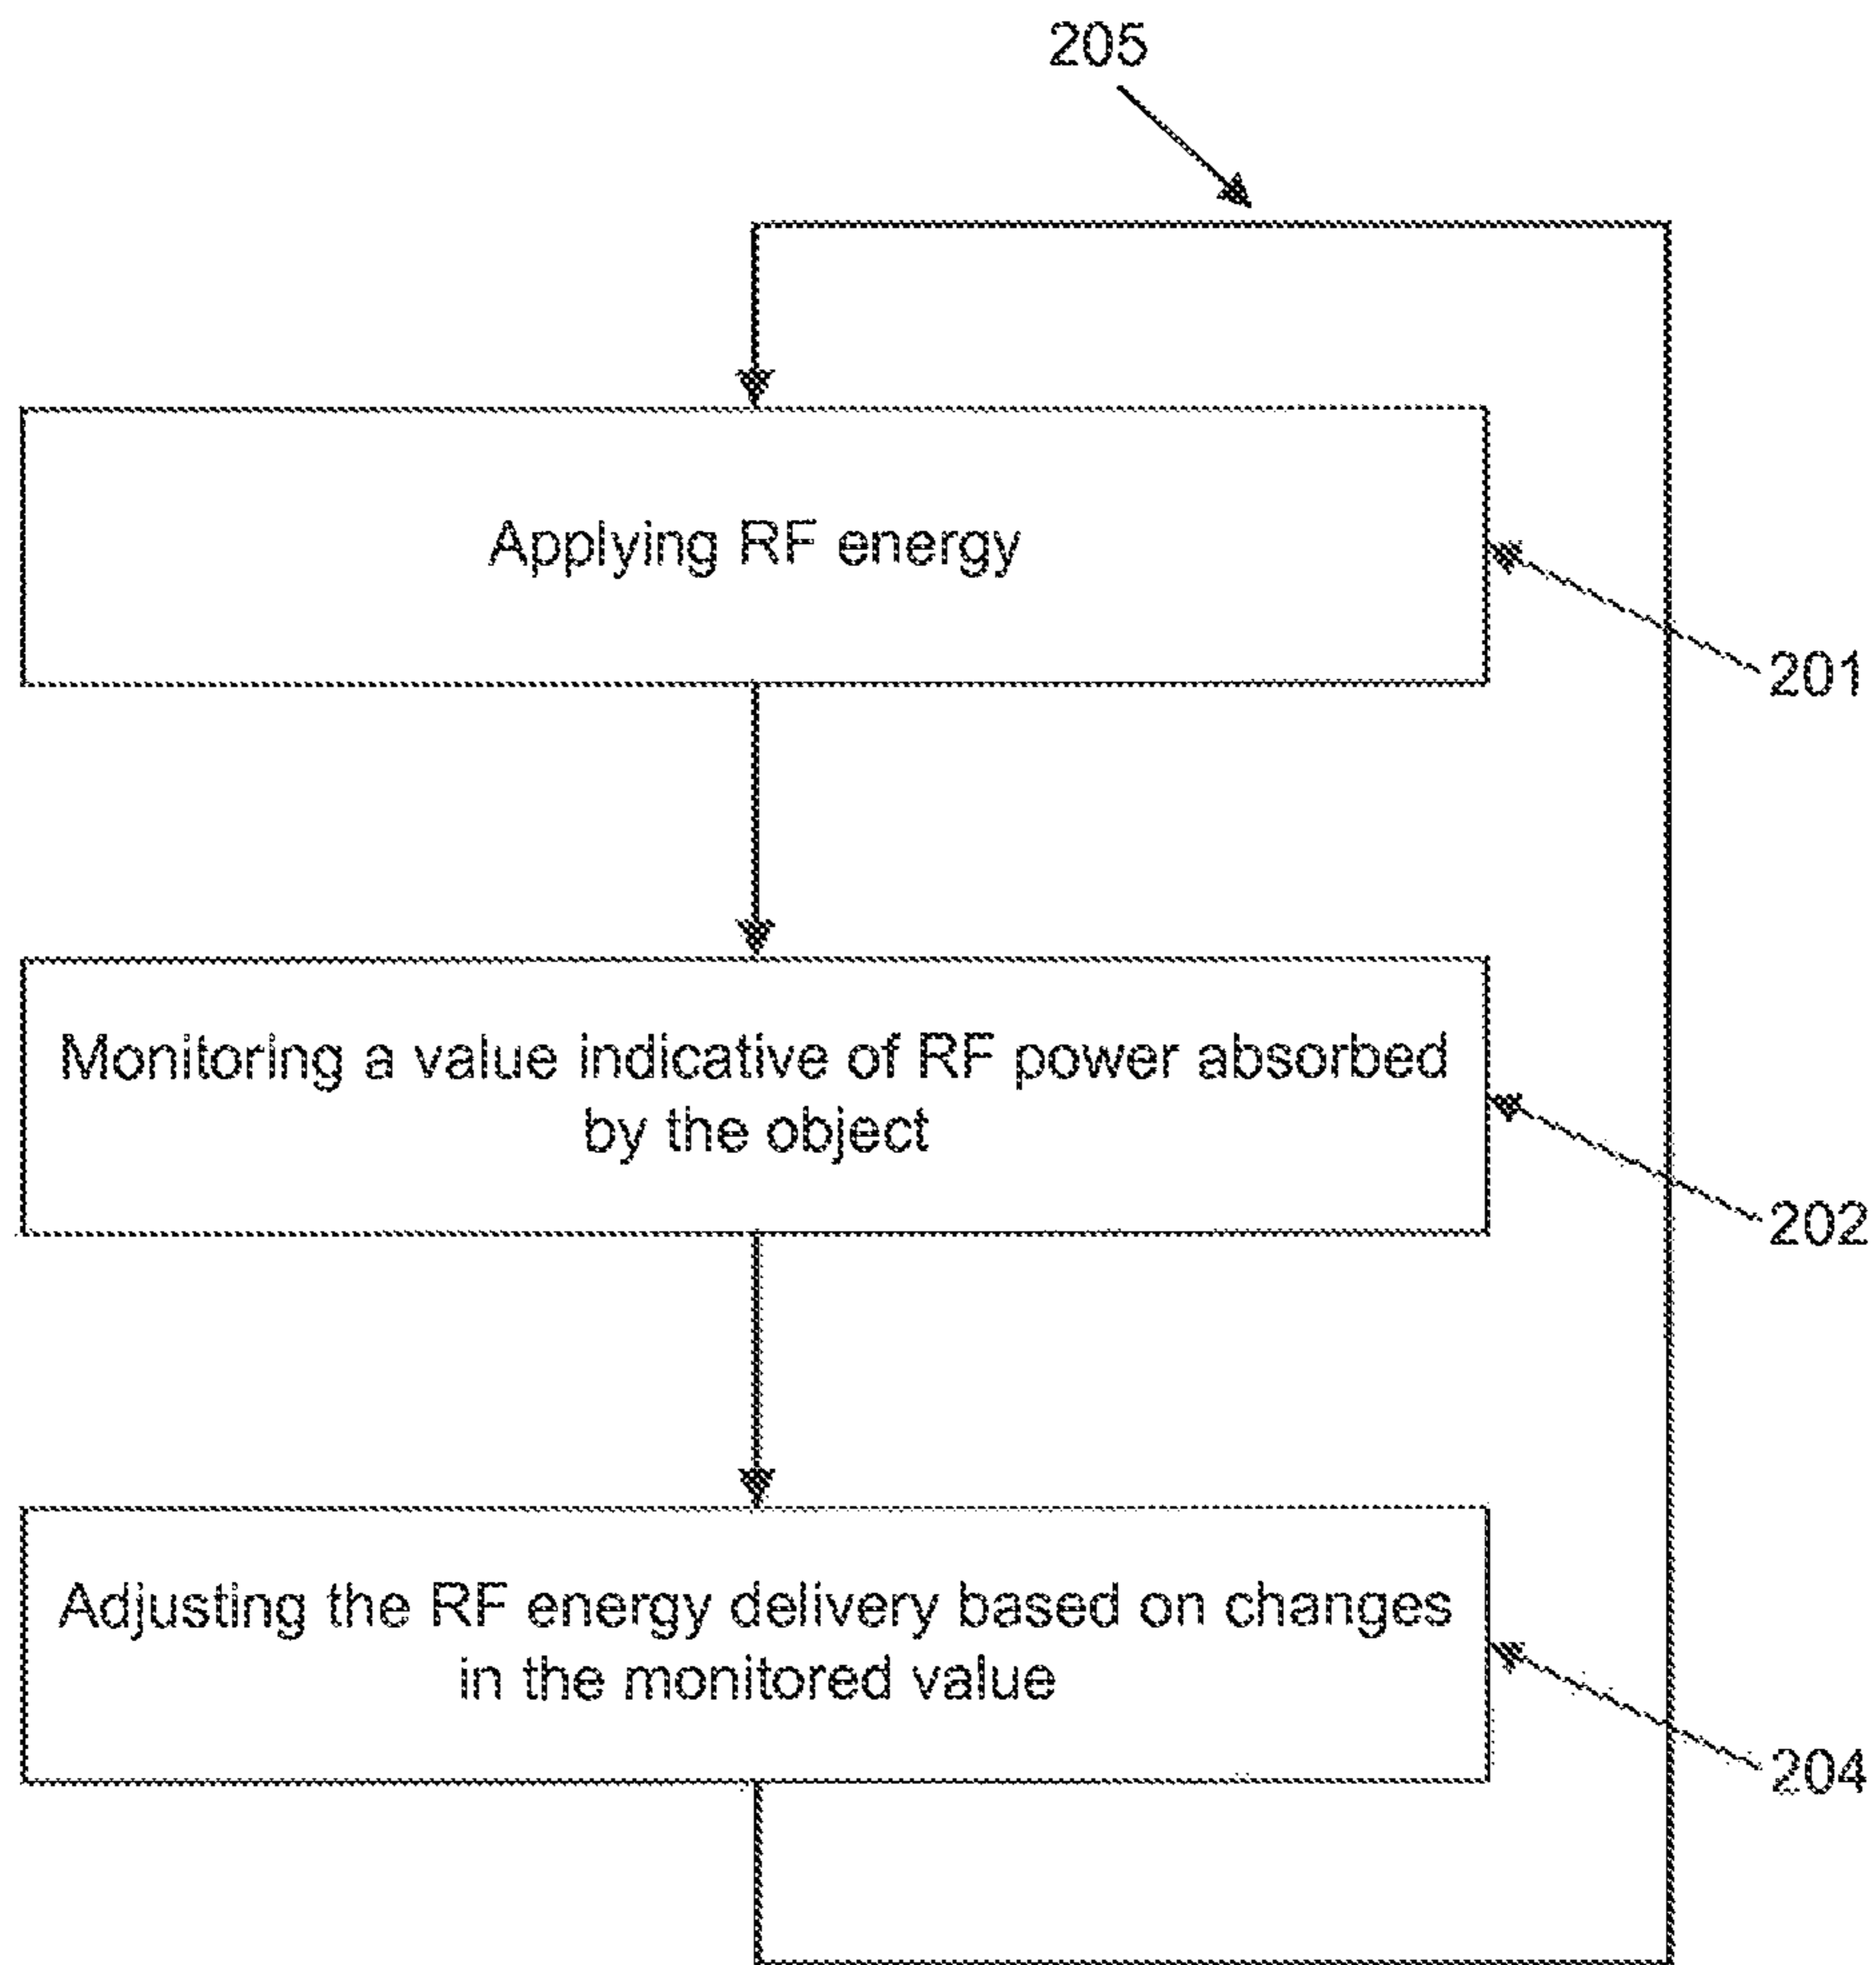 205
Applying RF energy
201
Monitoring a value indicative of RF power absorbed
by the object
202
Adjusting the RF energy delivery based on changes
in the monitored value
204